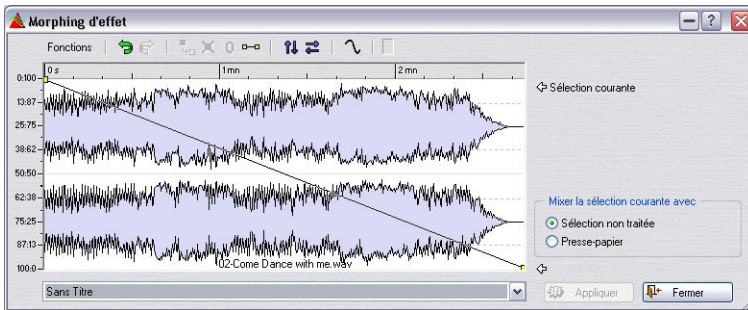 Morphing d'effet
Fonctions
0
0 s 1mn 2 mn
0:100
13:87
25:75
38:62
50:50
62:38
75:25
87:13
100:0
Sélection courante
Mixer la sélection courante avec
Sélection non traitée
Presse-papier
02-Come Dance with me.wav
Sans Titre
Appliquer
Fermer